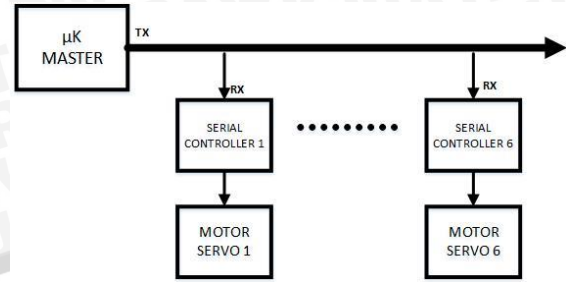 µK
MASTER
TX
RX
RX
SERIAL
CONTROLLER 1
SERIAL
CONTROLLER 6
MOTOR
SERVO 1
MOTOR
SERVO 6